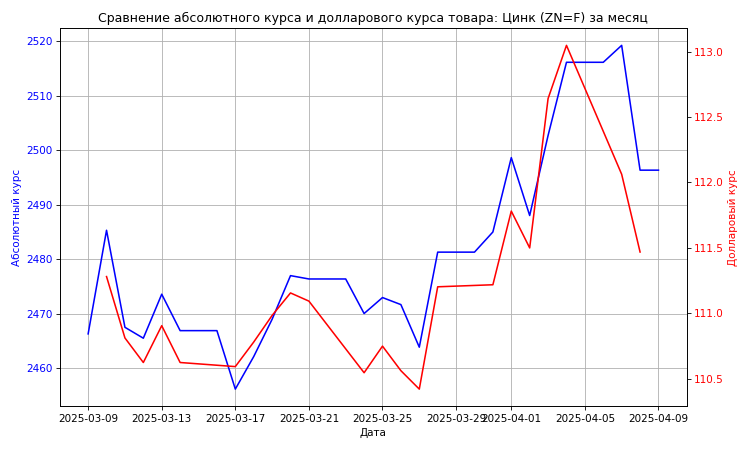 Сравнение абсолютного курса и долларового курса товара: Цинк (ZN=F) за месяц
Абсолютный курс
2520
2510
2500
2490
2480
2470
2460
113.0
112.5
112.0
111.5
111.0
110.5
Долларовый курс
2025-03-09 2025-03-13 2025-03-17 2025-03-21 2025-03-25 2025-03-29 2025-04-01 2025-04-05 2025-04-09
Дата